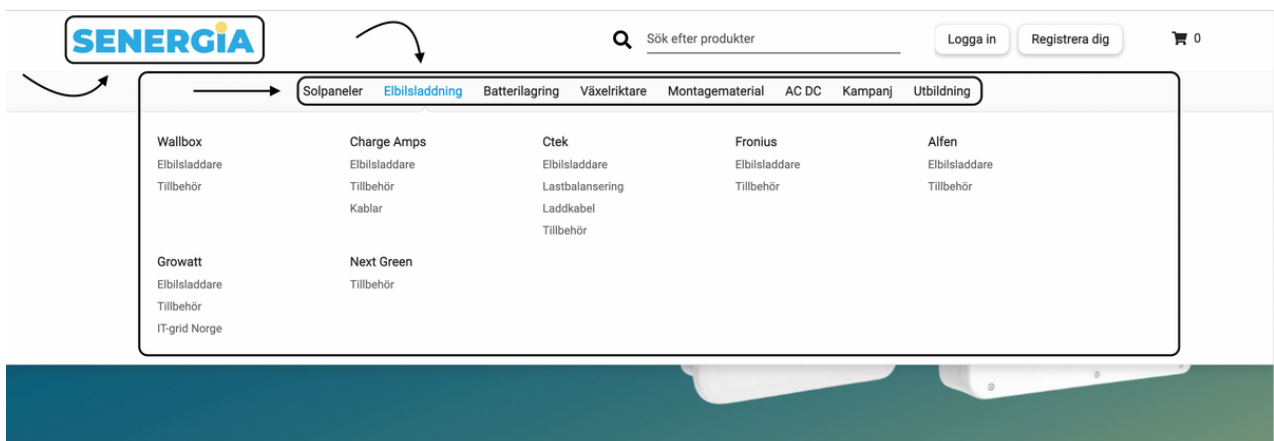 SENERGIA
Sök efter produkter
Logga in
Registrera dig
0
Solpaneler Elbilsladdning Batterilagring Växelriktare Montagematerial AC DC Kampanj Utbildning
Wallbox
Elbilsladdare
Tillbehör
Charge Amps
Elbilsladdare
Tillbehör
Kablar
Ctek
Elbilsladdare
Lastbalansering
Laddkabel
Tillbehör
Fronius
Elbilsladdare
Tillbehör
Alfen
Elbilsladdare
Tillbehör
Growatt
Elbilsladdare
Tillbehör
IT-grid Norge
Next Green
Tillbehör